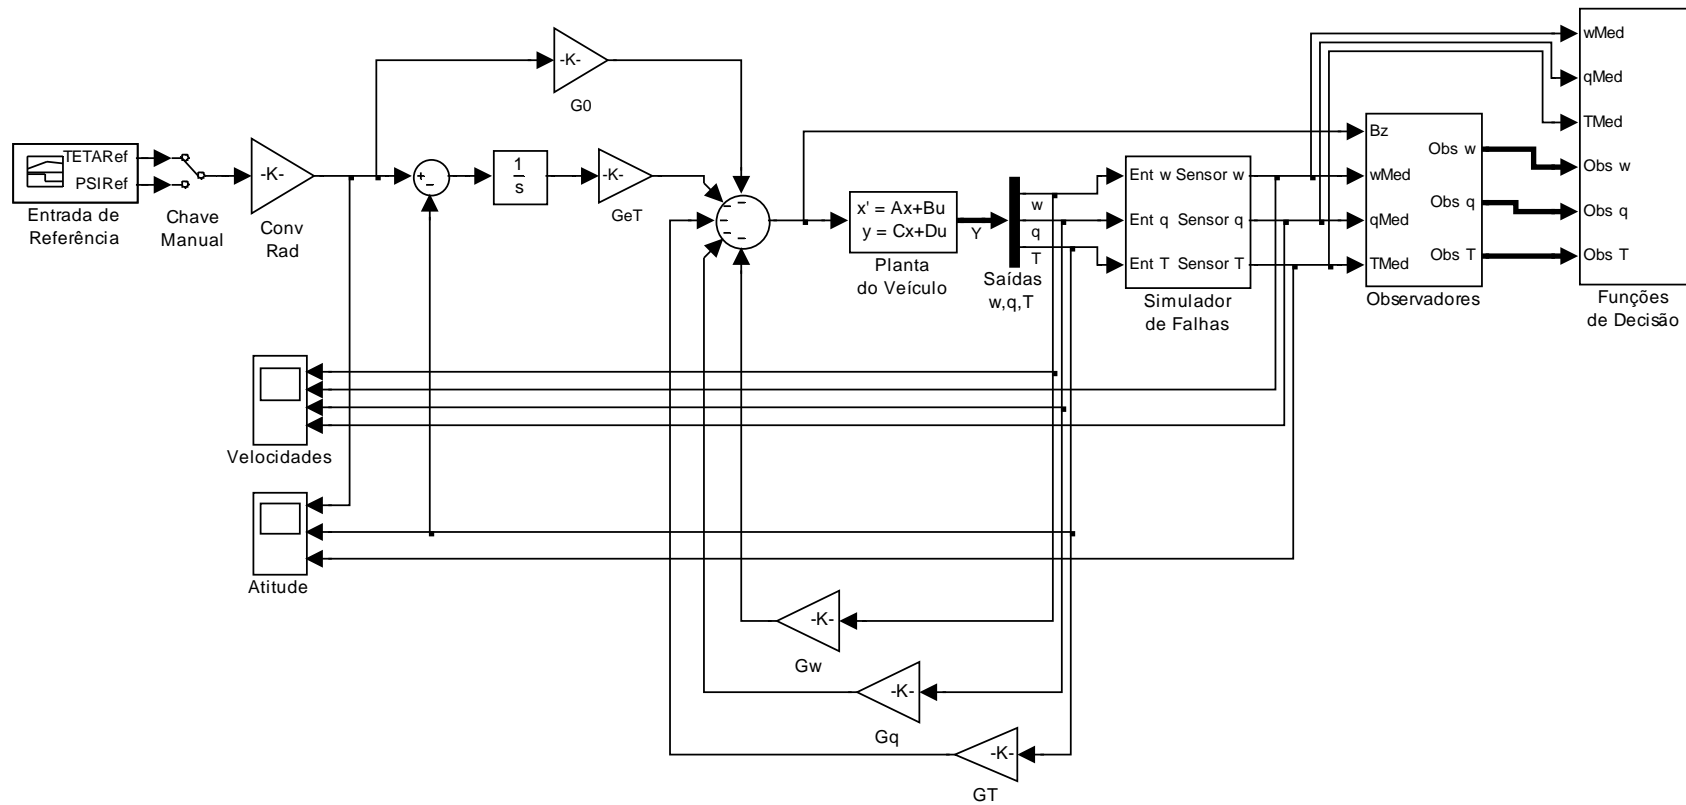 -K-
G0
TETARef
PSIRef
Entrada de
Referência
Chave
Manual
-K-
Conv
Rad
+
−
1
s
-K-
GeT
−
−
−
−
−
x' = Ax+Bu
y = Cx+Du
Planta
do Veículo
Y
w
q
T
Saídas
w,q,T
Ent w Sensor w
Ent q Sensor q
Ent T Sensor T
Simulador
de Falhas
Bz
wMed
qMed
TMed
Obs w
Obs q
Obs T
Observadores
wMed
qMed
TMed
Obs w
Obs q
Obs T
Funções
de Decisão
Velocidades
Atitude
-K-
Gw
-K-
Gq
-K-
GT